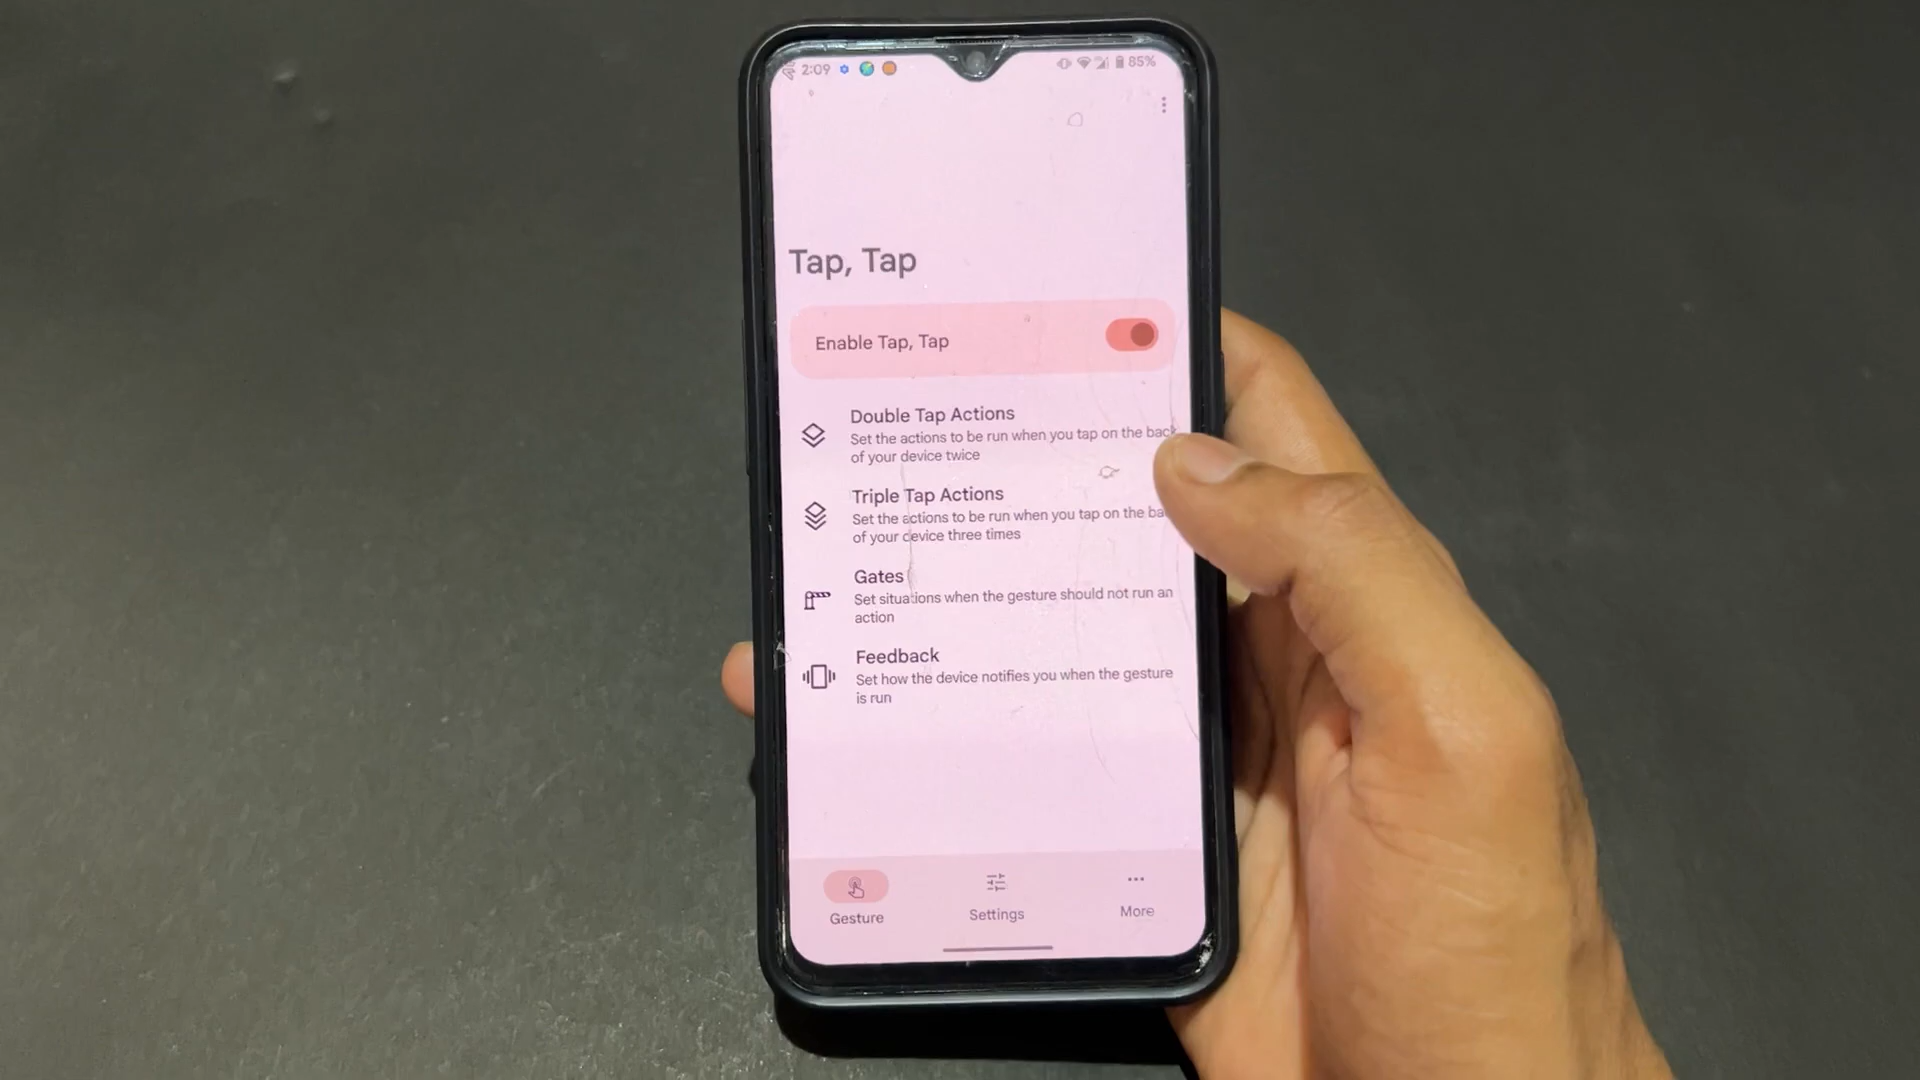 2:09
85%
Tap, Tap
Enable Tap, Tap
Double Tap Actions
Set the actions to be run when you tap on the back
of your device twice
Triple Tap Actions
Set the actions to be run when you tap on the ba
of your device three times
Gates
Set situations when the gesture should not run an
action
Feedback
Set how the device notifies you when the gesture
is run
Gesture
Settings
More